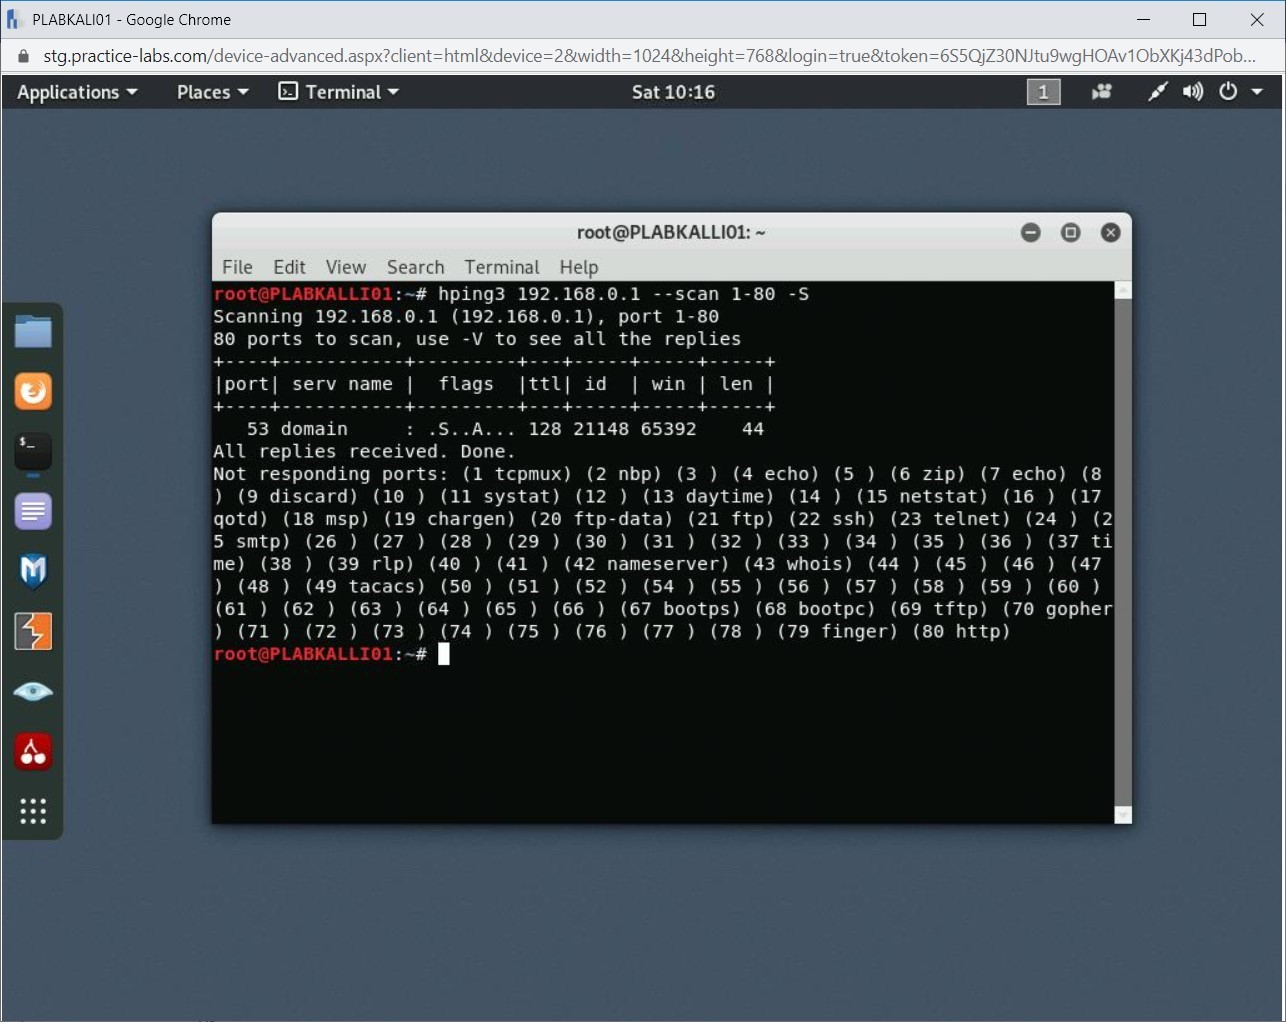 PLABKALI01 - Google Chrome
stg.practice-labs.com/device-advanced.aspx?client=html&device=2&width=1024&height=768&login=true&token=6S5QjZ30NJtu9wgHOAv1ObXKj43dPob...
Applications Places Terminal Sat 10:16 1
root@PLABKALLI01: ~
File Edit View Search Terminal Help
root@PLABKALLI01:~# hping3 192.168.0.1 --scan 1-80 -S
Scanning 192.168.0.1 (192.168.0.1), port 1-80
80 ports to scan, use -V to see all the replies
+----+-----------+---------+---+-----+-----+-----+
|port| serv name |  flags  |ttl| id  | win | len |
+----+-----------+---------+---+-----+-----+-----+
   53 domain     : .S..A... 128 21148 65392    44
All replies received. Done.
Not responding ports: (1 tcpmux) (2 nbp) (3 ) (4 echo) (5 ) (6 zip) (7 echo) (8
) (9 discard) (10 ) (11 systat) (12 ) (13 daytime) (14 ) (15 netstat) (16 ) (17
qotd) (18 msp) (19 chargen) (20 ftp-data) (21 ftp) (22 ssh) (23 telnet) (24 ) (2
5 smtp) (26 ) (27 ) (28 ) (29 ) (30 ) (31 ) (32 ) (33 ) (34 ) (35 ) (36 ) (37 ti
me) (38 ) (39 rlp) (40 ) (41 ) (42 nameserver) (43 whois) (44 ) (45 ) (46 ) (47
) (48 ) (49 tacacs) (50 ) (51 ) (52 ) (54 ) (55 ) (56 ) (57 ) (58 ) (59 ) (60 )
(61 ) (62 ) (63 ) (64 ) (65 ) (66 ) (67 bootps) (68 bootpc) (69 tftp) (70 gopher
) (71 ) (72 ) (73 ) (74 ) (75 ) (76 ) (77 ) (78 ) (79 finger) (80 http)
root@PLABKALLI01:~#